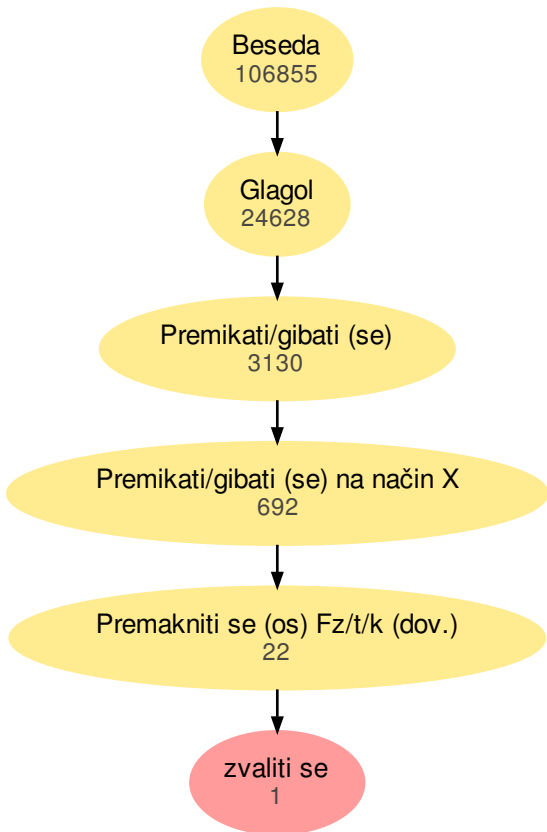 Beseda
106855
Glagol
24628
Premikati/gibati (se)
3130
Premikati/gibati (se) na način X
692
Premakniti se (os) Fz/t/k (dov.)
22
zvaliti se
1